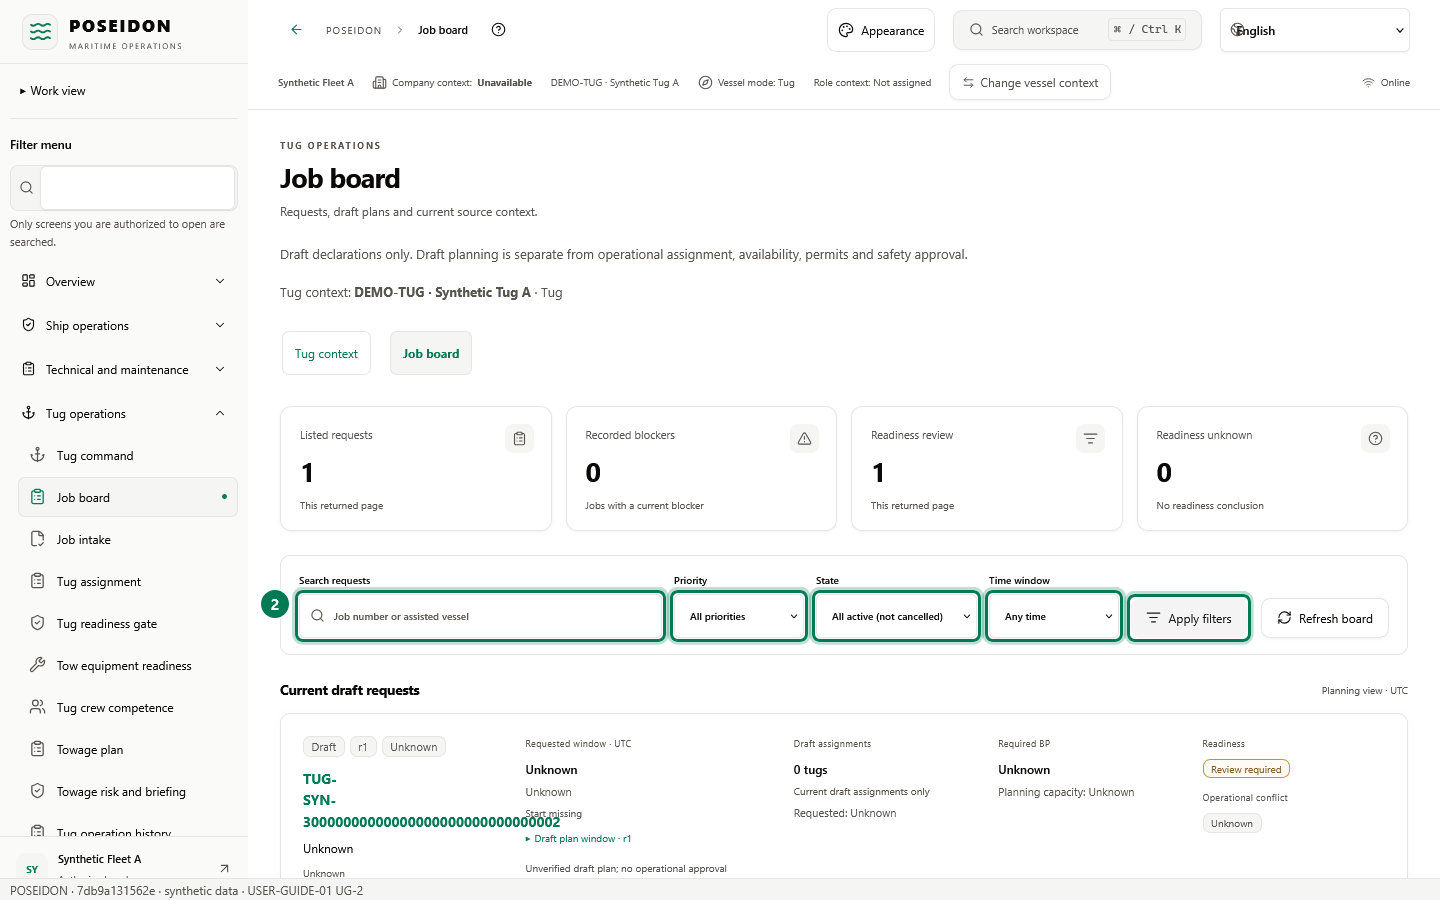 POSEIDON
MARITIME OPERATIONS
POSEIDON
Job board
Appearance
Search workspace
⌘ / Ctrl K
English
Synthetic Fleet A
Company context: Unavailable
DEMO-TUG · Synthetic Tug A
Vessel mode: Tug
Role context: Not assigned
Change vessel context
Online
Work view
Filter menu
Only screens you are authorized to open are
searched.
Overview
Ship operations
Technical and maintenance
Tug operations
Tug command
Job board
Job intake
Tug assignment
Tug readiness gate
Tow equipment readiness
Tug crew competence
Towage plan
Towage risk and briefing
Tug operation history
SY
Synthetic Fleet A
TUG OPERATIONS
Job board
Requests, draft plans and current source context.
Draft declarations only. Draft planning is separate from operational assignment, availability, permits and safety approval.
Tug context: DEMO-TUG · Synthetic Tug A · Tug
Tug context
Job board
Listed requests
1
This returned page
Recorded blockers
0
Jobs with a current blocker
Readiness review
1
This returned page
Readiness unknown
0
No readiness conclusion
2
Search requests
Job number or assisted vessel
Priority
All priorities
State
All active (not cancelled)
Time window
Any time
Apply filters
Refresh board
Current draft requests
Planning view · UTC
Draft
r1
Unknown
TUG-
SYN-
Unknown
Unknown
Requested window · UTC
Unknown
Unknown
Start missing
Draft plan window · r1
Unverified draft plan; no operational approval
Draft assignments
0 tugs
Current draft assignments only
Requested: Unknown
Required BP
Unknown
Planning capacity: Unknown
Readiness
Review required
Operational conflict
Unknown
POSEIDON · 7db9a131562e · synthetic data · USER-GUIDE-01 UG-2